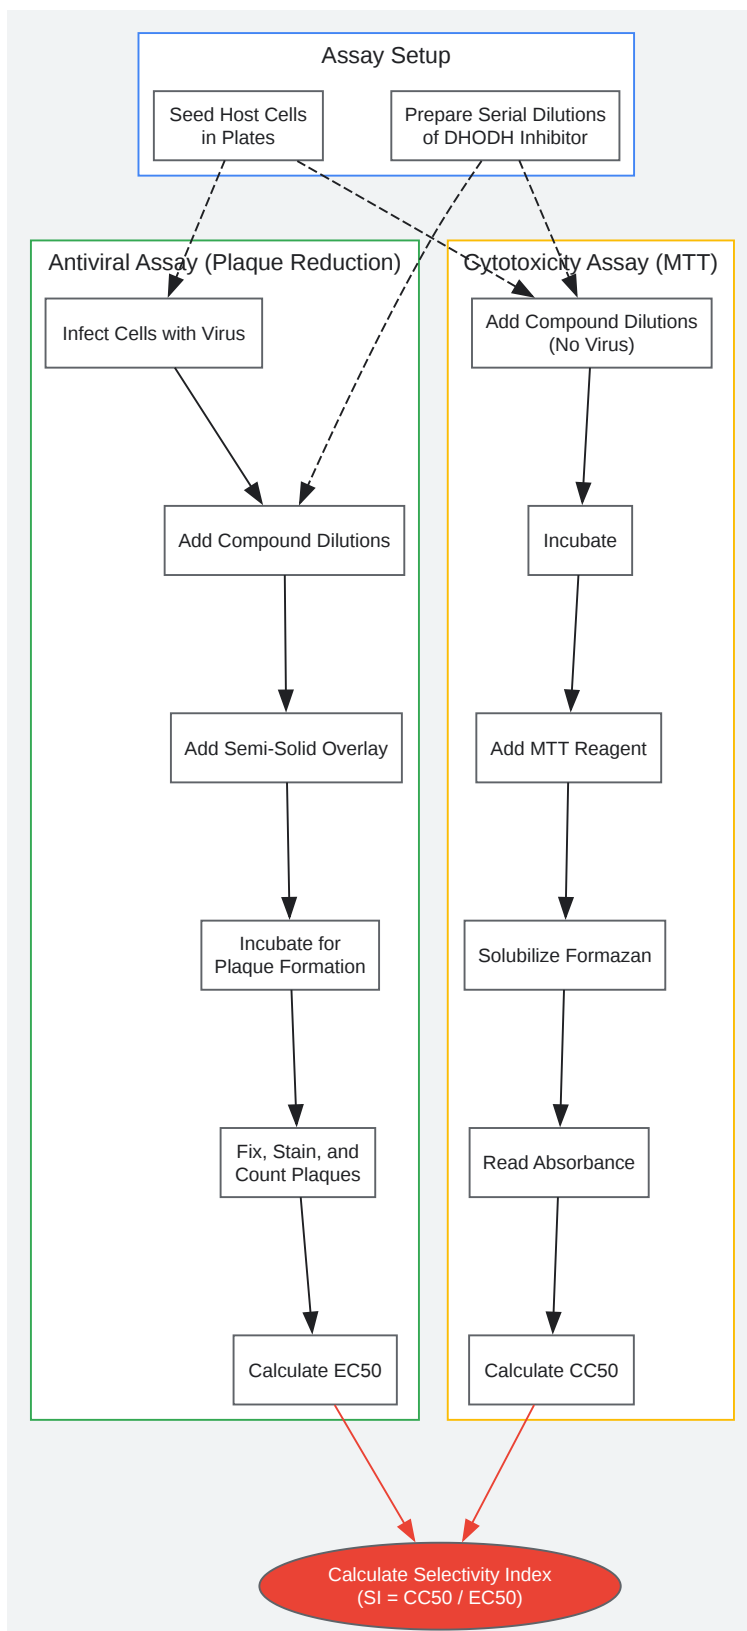 Assay Setup
Seed Host Cells
in Plates
Prepare Serial Dilutions
of DHODH Inhibitor
Antiviral Assay (Plaque Reduction)
Infect Cells with Virus
Add Compound Dilutions
Add Semi-Solid Overlay
Incubate for
Plaque Formation
Fix, Stain, and
Count Plaques
Calculate EC50
Cytotoxicity Assay (MTT)
Add Compound Dilutions
(No Virus)
Incubate
Add MTT Reagent
Solubilize Formazan
Read Absorbance
Calculate CC50
Calculate Selectivity Index
(SI = CC50 / EC50)